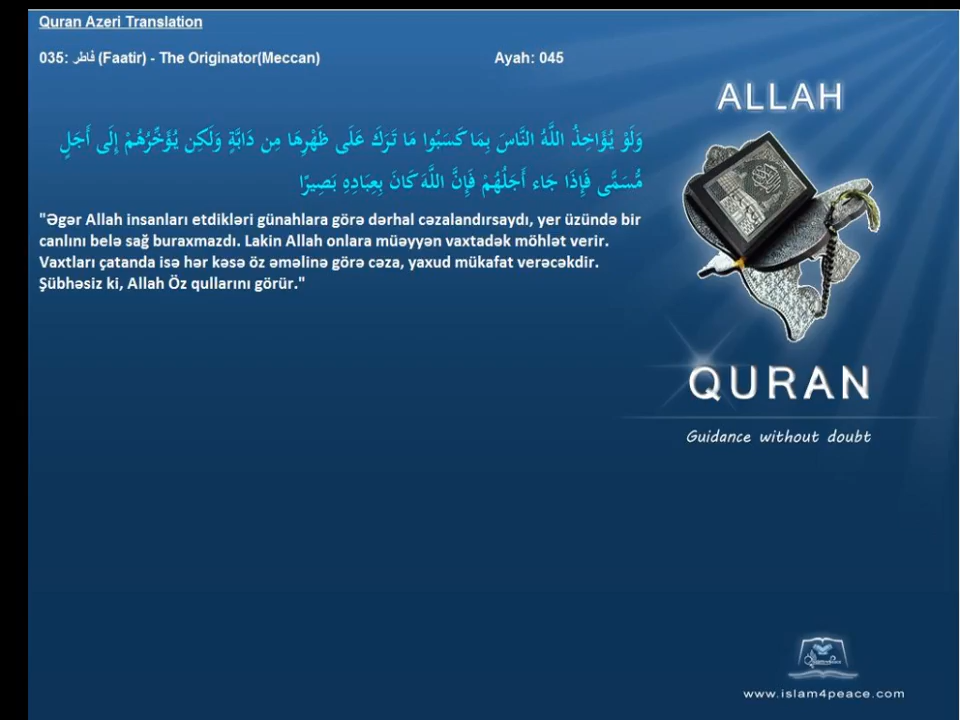 Quran Azeri Translation
035: فاطر (Faatir) - The Originator(Meccan) Ayah: 045
ALLAH
وَلَوْ يُؤَاخِذُ اللَّهُ النَّاسَ بِمَا كَسَبُوا مَا تَرَكَ عَلَى ظَهْرِهَا مِن دَابَّةٍ وَلَكِن يُؤَخِّرُهُمْ إِلَى أَجَلٍ
مُّسَمًّى فَإِذَا جَاء أَجَلُهُمْ فَإِنَّ اللَّهَ كَانَ بِعِبَادِهِ بَصِيرًا
"Əgər Allah insanları etdikləri günahlara görə dərhal cəzalandırsaydı, yer üzündə bir
canlını belə sağ buraxmazdı. Lakin Allah onlara müəyyən vaxtadək möhlət verir.
Vaxtları çatanda isə hər kəsə öz əməlinə görə cəza, yaxud mükafat verəcəkdir.
Şübhəsiz ki, Allah Öz qullarını görür."
QURAN
Guidance without doubt
www.islam4peace.com